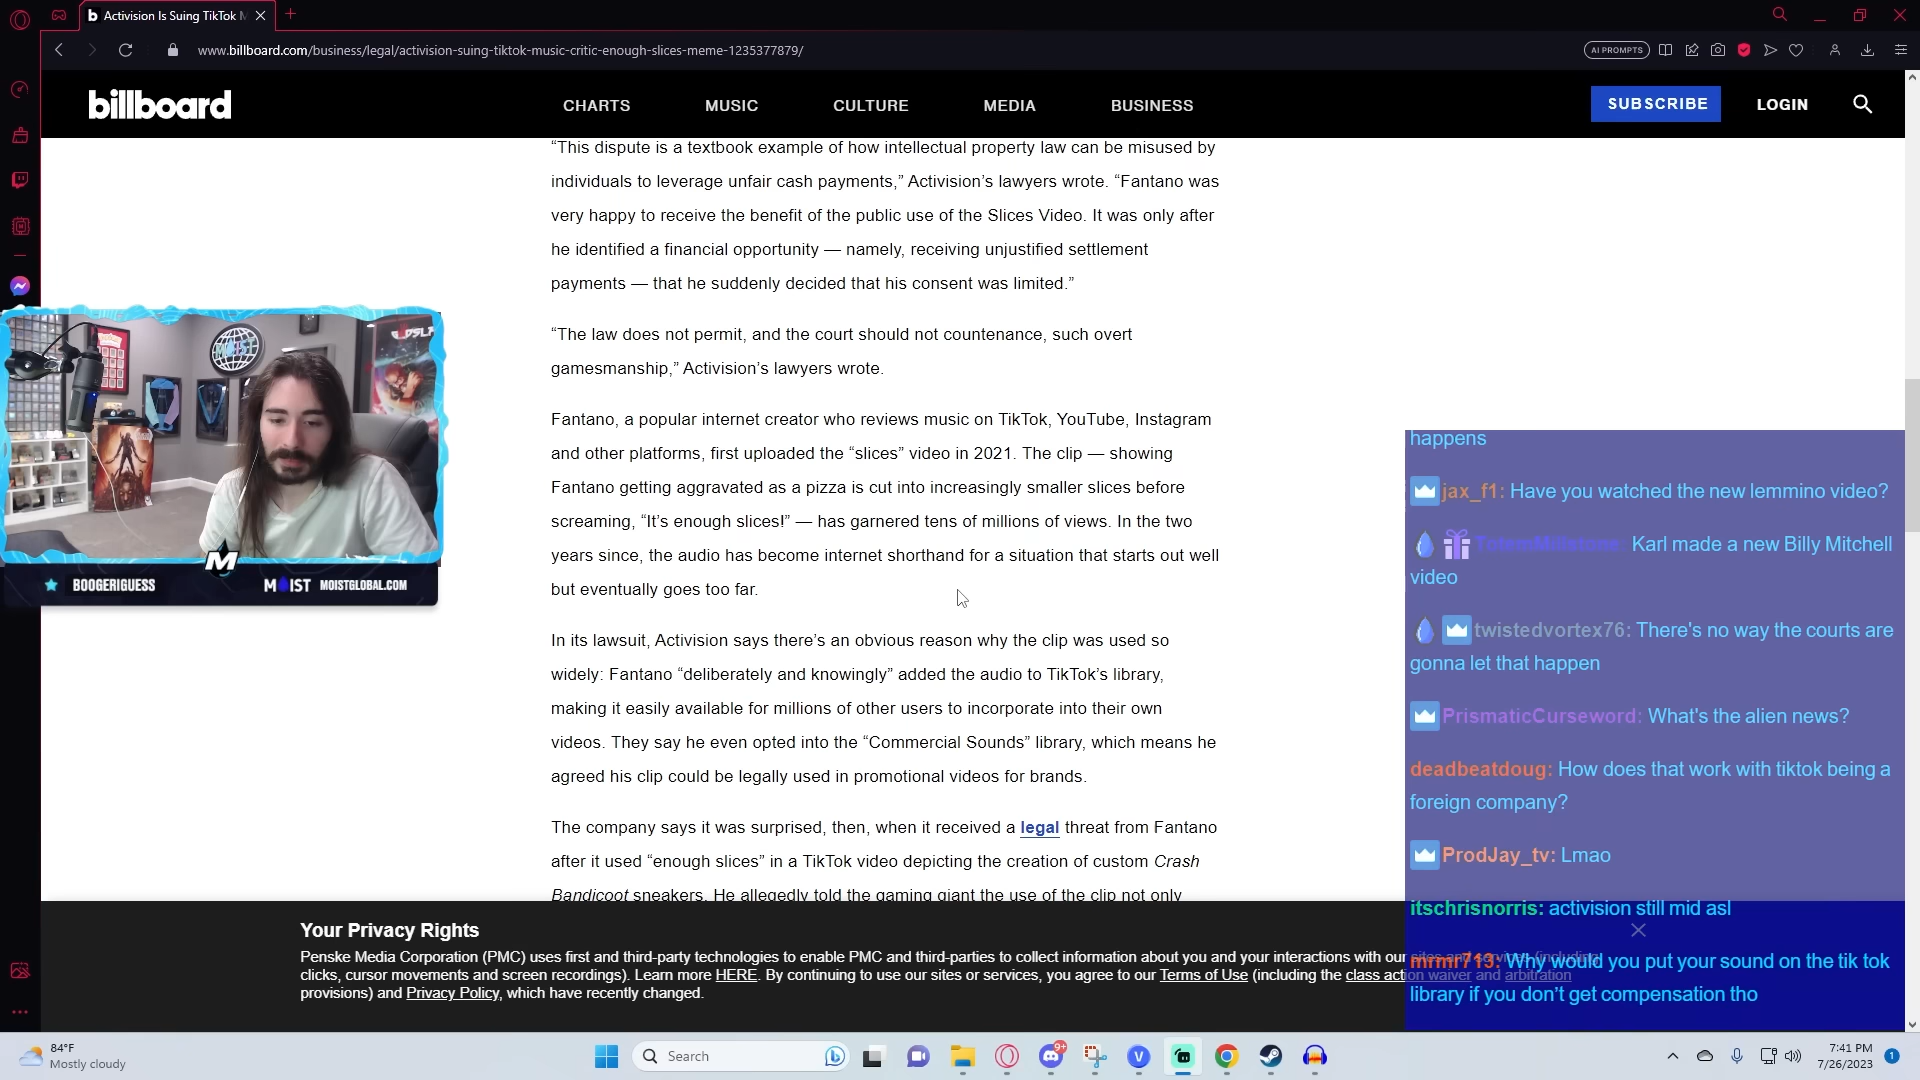 Activision Is Suing TikTok M
www.billboard.com/business/legal/activision-suing-tiktok-music-critic-enough-slices-meme-1235377879/
AI PROMPTS
billboard
CHARTS
MUSIC
CULTURE
MEDIA
BUSINESS
SUBSCRIBE
LOGIN
“This dispute is a textbook example of how intellectual property law can be misused by
individuals to leverage unfair cash payments,” Activision’s lawyers wrote. “Fantano was
very happy to receive the benefit of the public use of the Slices Video. It was only after
he identified a financial opportunity — namely, receiving unjustified settlement
payments — that he suddenly decided that his consent was limited.”
“The law does not permit, and the court should not countenance, such overt
gamesmanship,” Activision’s lawyers wrote.
Fantano, a popular internet creator who reviews music on TikTok, YouTube, Instagram
and other platforms, first uploaded the “slices” video in 2021. The clip — showing
Fantano getting aggravated as a pizza is cut into increasingly smaller slices before
screaming, “It’s enough slices!” — has garnered tens of millions of views. In the two
years since, the audio has become internet shorthand for a situation that starts out well
but eventually goes too far.
In its lawsuit, Activision says there’s an obvious reason why the clip was used so
widely: Fantano “deliberately and knowingly” added the audio to TikTok’s library,
making it easily available for millions of other users to incorporate into their own
videos. They say he even opted into the “Commercial Sounds” library, which means he
agreed his clip could be legally used in promotional videos for brands.
The company says it was surprised, then, when it received a legal threat from Fantano
after it used “enough slices” in a TikTok video depicting the creation of custom Crash
Bandicoot sneakers. He allegedly told the gaming giant the use of the clip not only
MOIST
M
BOOGERIGUESS
MOIST
MOISTGLOBAL.COM
happens
jax_f1: Have you watched the new lemmino video?
Karl made a new Billy Mitchell
video
twistedvortex76: There's no way the courts are
gonna let that happen
PrismaticCurseword: What's the alien news?
deadbeatdoug: How does that work with tiktok being a
foreign company?
ProdJay_tv: Lmao
itschrisnorris: activision still mid asl
mrmr713: Why would you put your sound on the tik tok
library if you don’t get compensation tho
Your Privacy Rights
Penske Media Corporation (PMC) uses first and third-party technologies to enable PMC and third-parties to collect information about you and your interactions with our sites and services (including
clicks, cursor movements and screen recordings). Learn more HERE. By continuing to use our sites or services, you agree to our Terms of Use (including the class action waiver and arbitration
provisions) and Privacy Policy, which have recently changed.
84°F
Mostly cloudy
Search
9+
7:41 PM
7/26/2023
1